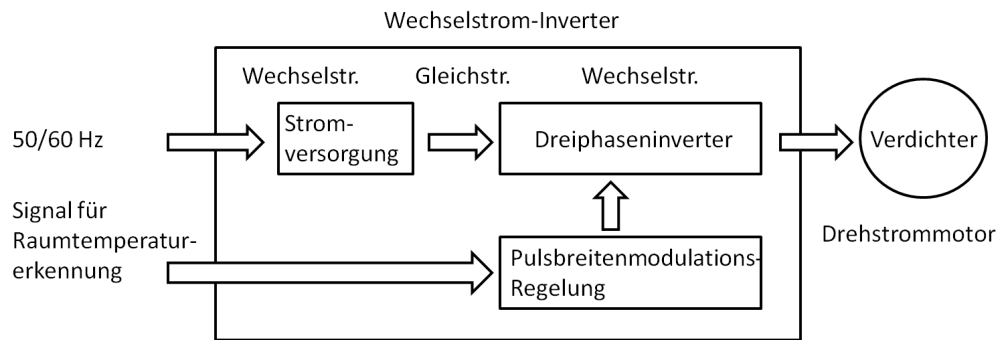 Wechselstrom-Inverter
Wechselstr.
Gleichstr.
Wechselstr.
50/60 Hz
Strom-
versorgung
Dreiphaseninverter
Verdichter
Signal für
Raumtemperatur-
erkennung
Pulsbreitenmodulations-
Regelung
Drehstrommotor